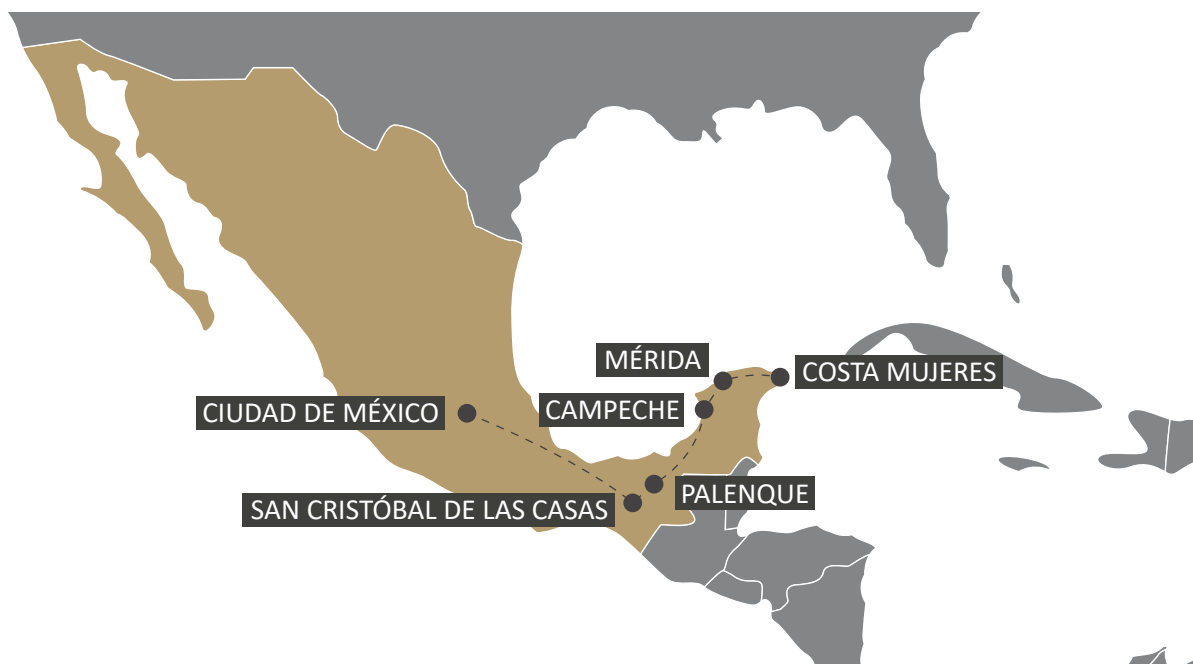 MÉRIDA
COSTA MUJERES
CIUDAD DE MÉXICO
CAMPECHE
PALENQUE
SAN CRISTÓBAL DE LAS CASAS